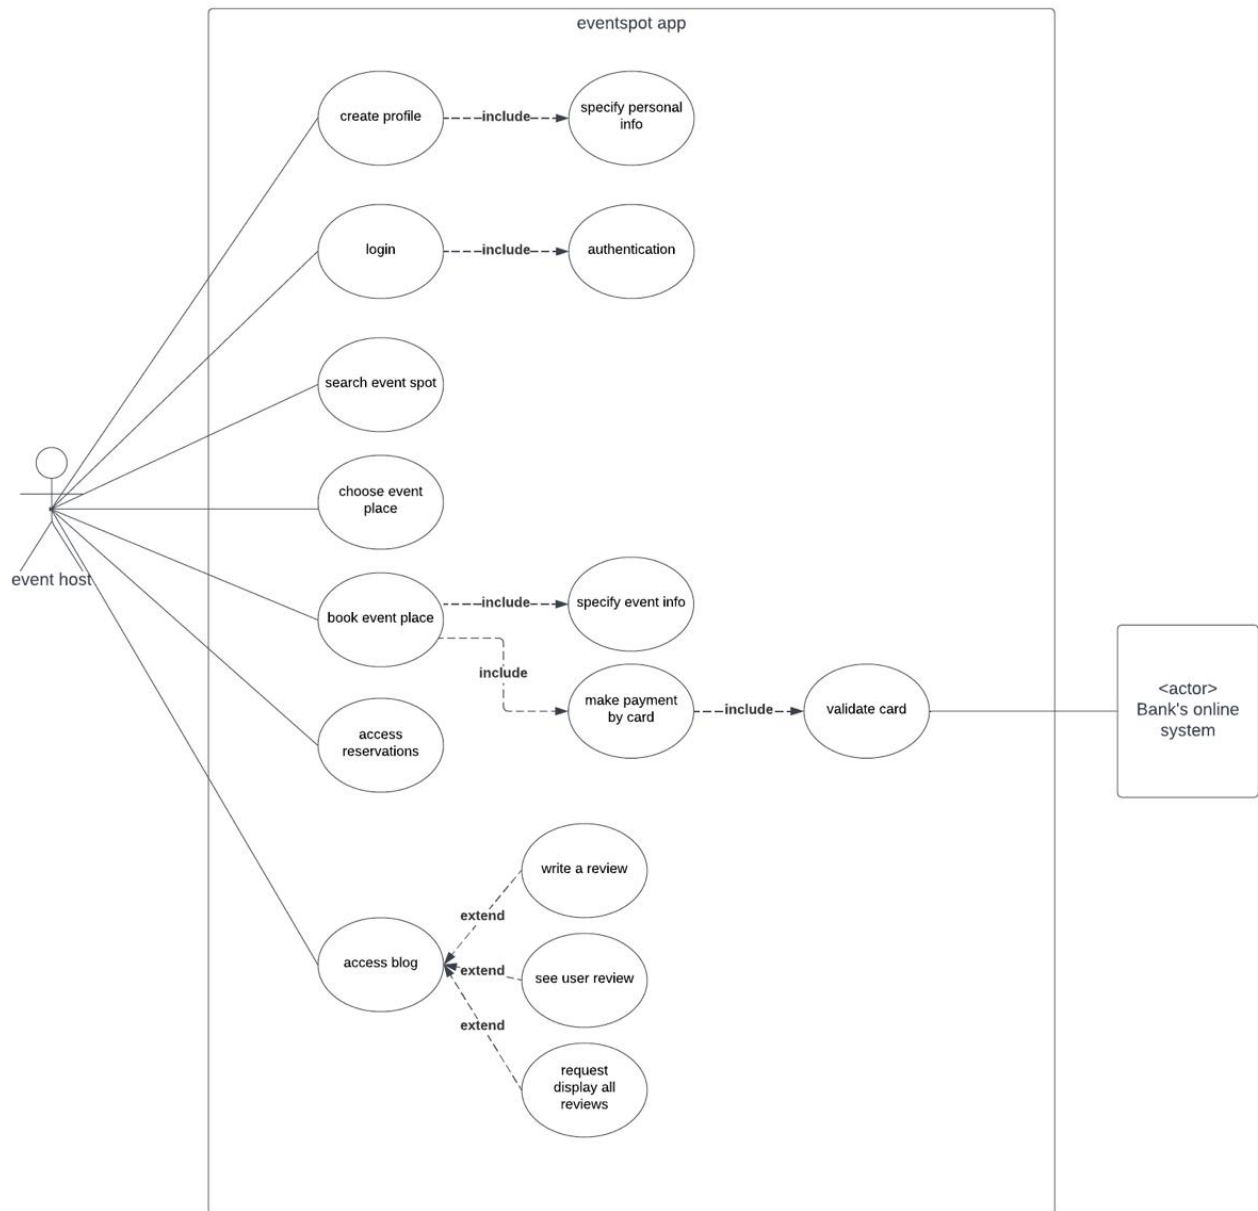 eventspot app
create profile
include
specify personal
info
login
include
authentication
search event spot
choose event
place
event host
book event place
include
specify event info
include
make payment
by card
include
validate card
<actor>
Bank's online
system
access
reservations
write a review
extend
access blog
extend
see user review
extend
request
display all
reviews